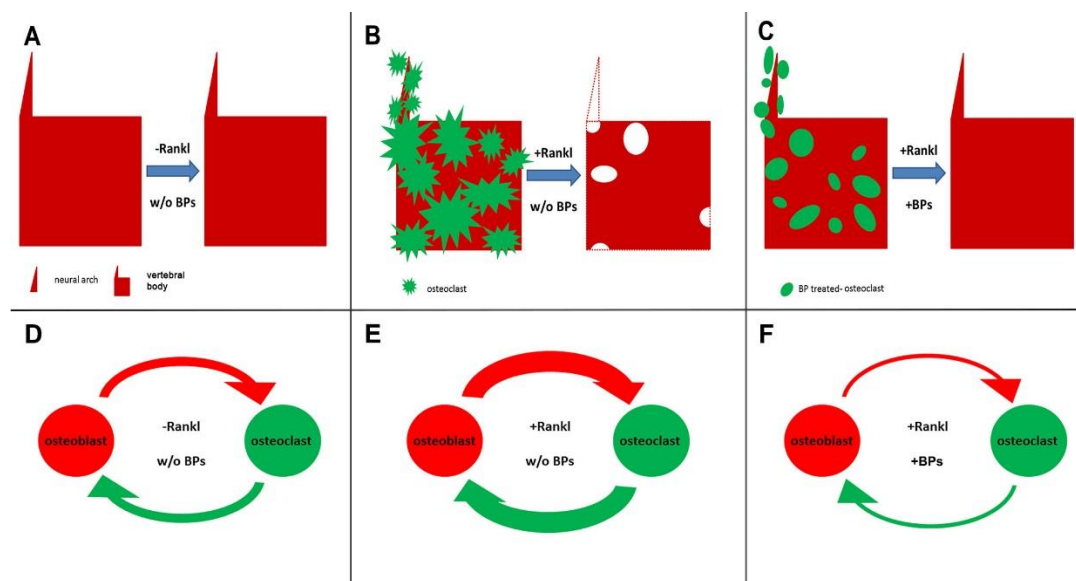 A
-Rankl
w/o BPs
neural arch
vertebral
body
B
+Rankl
w/o BPs
osteoclast
C
+Rankl
+BPs
BP treated- osteoclast
D
osteoblast
-Rankl
w/o BPs
osteoclast
E
osteoblast
+Rankl
w/o BPs
osteoclast
F
osteoblast
+Rankl
+BPs
osteoclast